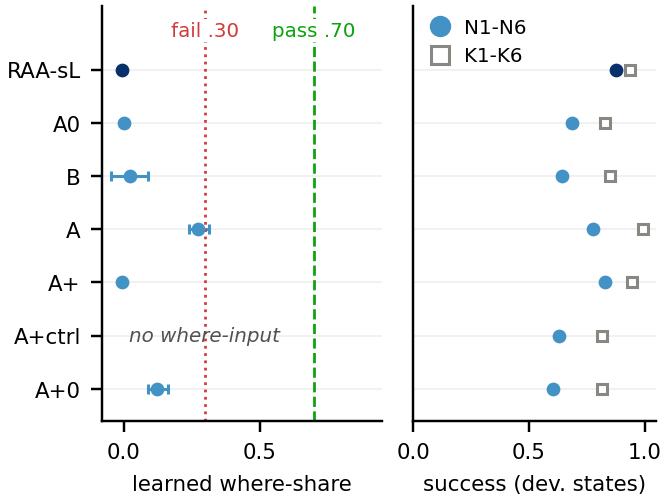 fail .30
pass .70
N1-N6
K1-K6
RAA-sL
A0
B
A
A+
A+ctrl
no where-input
A+0
0.0
0.5
0.0
0.5
1.0
learned where-share
success (dev. states)